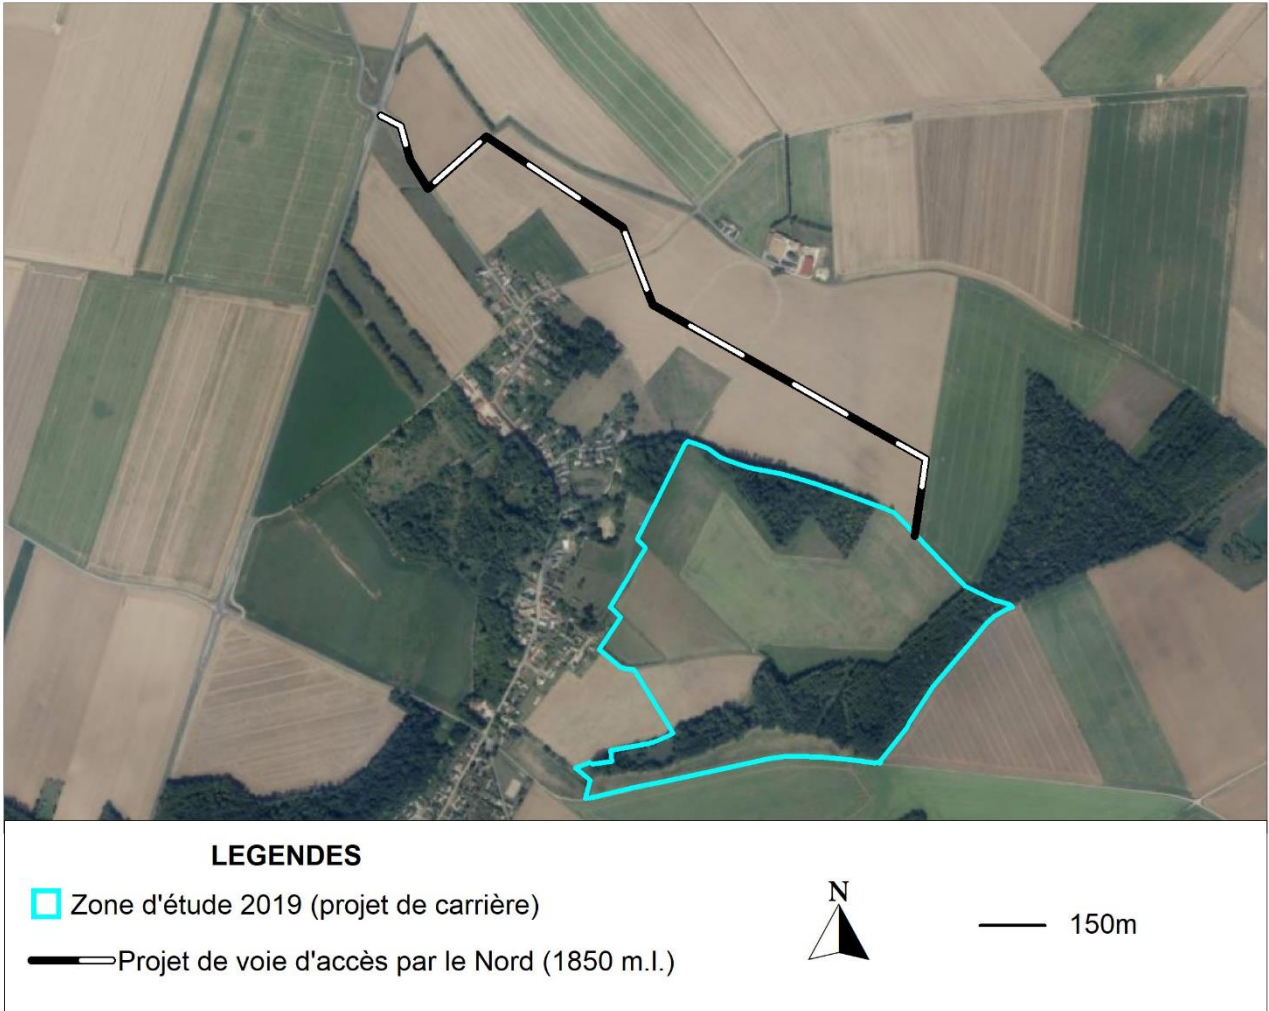 LEGENDES
Zone d'étude 2019 (projet de carrière)
Projet de voie d'accès par le Nord (1850 m.l.)
N
150m